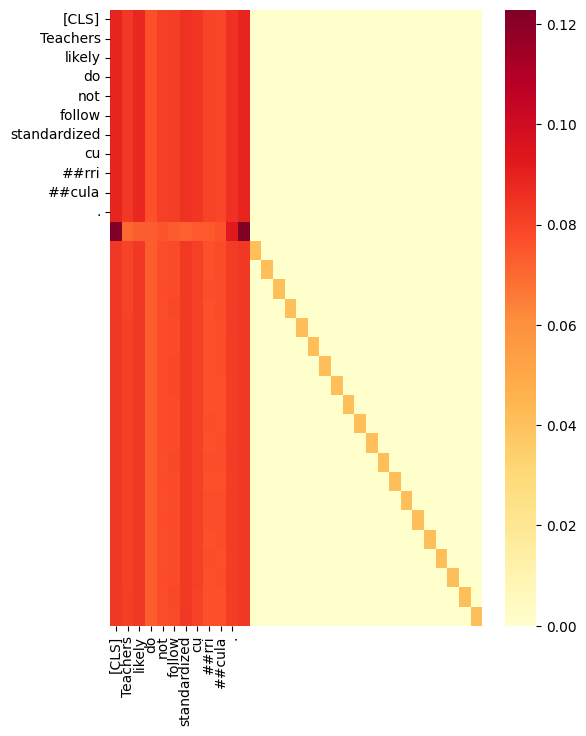 [CLS]
Teachers
likely
do
not
follow
standardized
cu
##rri
##cula
.
[CLS]
Teachers
likely
do
not
follow
standardized
cu
##rri
##cula
.
0.12
0.10
0.08
0.06
0.04
0.02
0.00